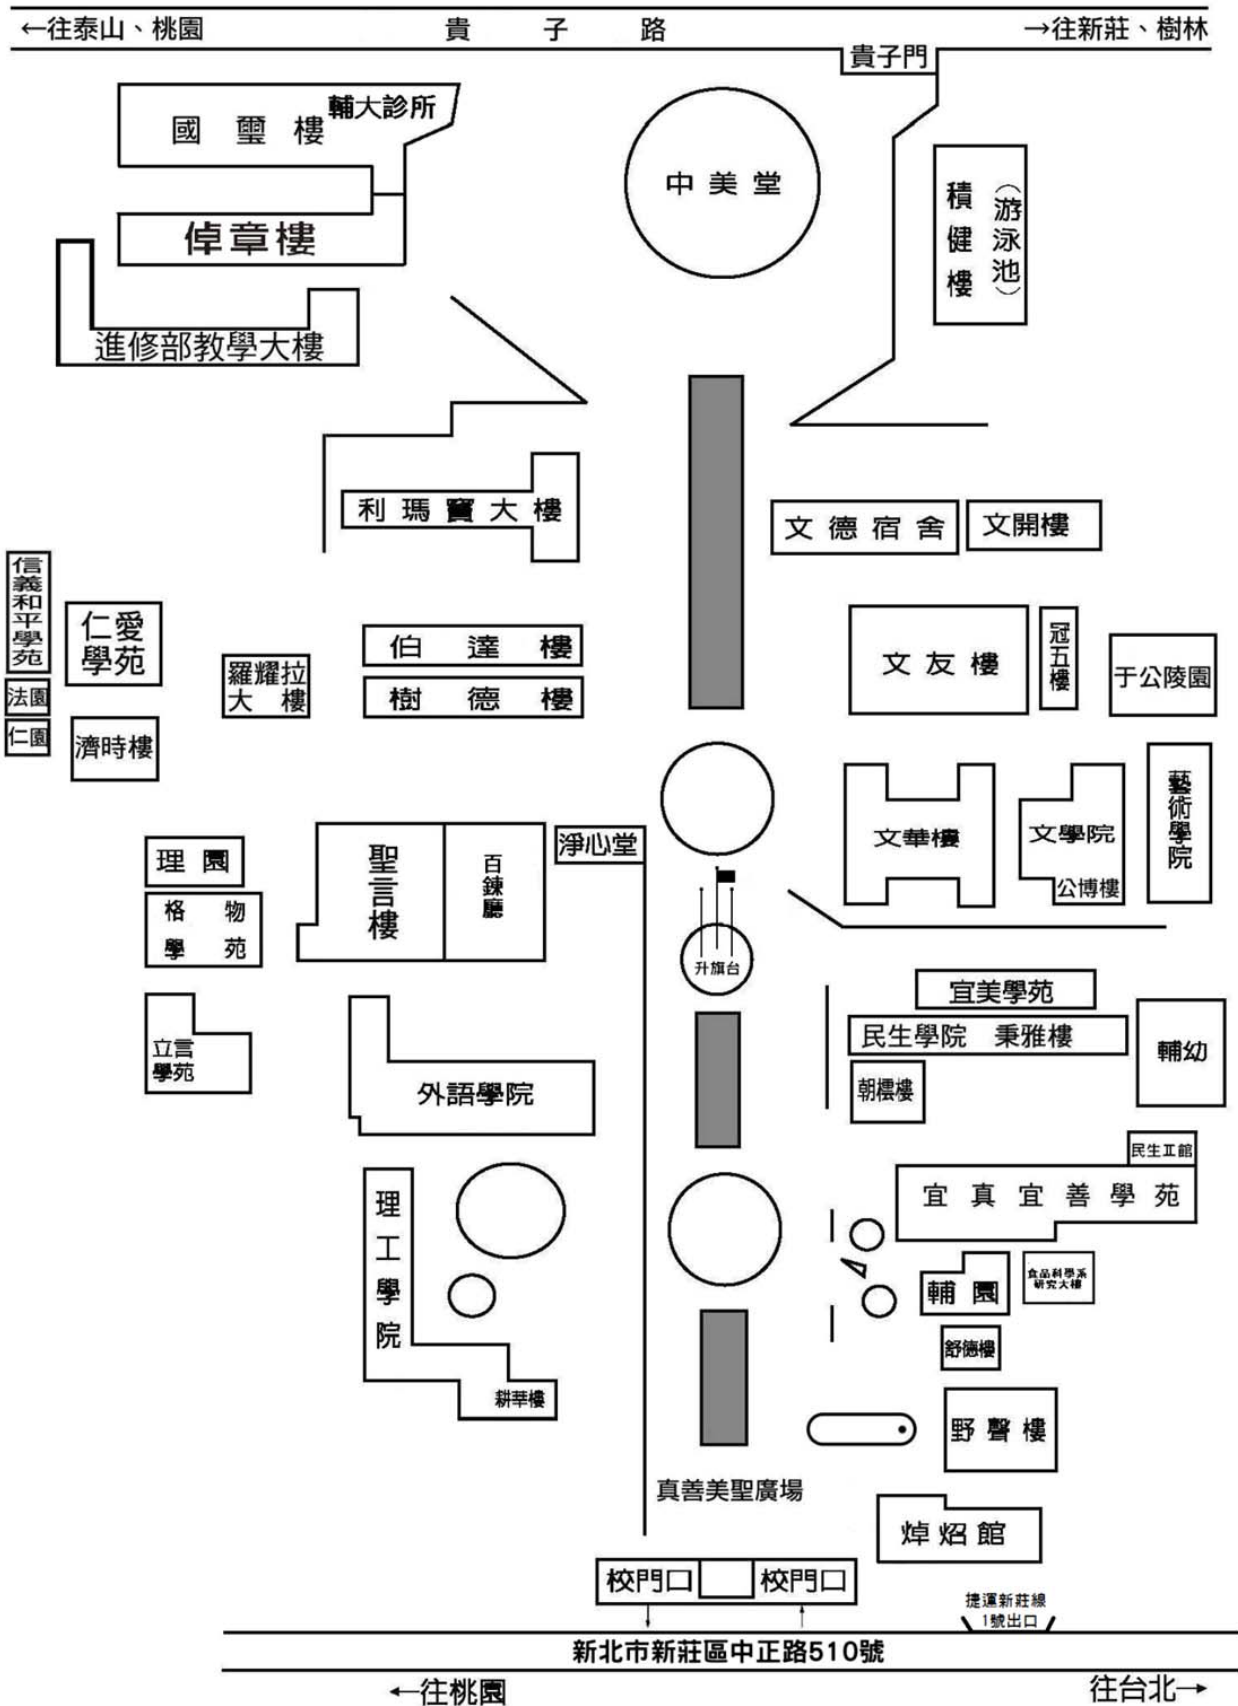 ←往泰山、桃園
貴子路
→往新莊、樹林
貴子門
輔大診所
國璽樓
中美堂
積健樓
（游泳池）
倬章樓
進修部教學大樓
利瑪竇大樓
文德宿舍
文開樓
信義和平學苑
仁愛
學苑
伯達樓
文友樓
冠五樓
于公陵園
羅耀拉
大樓
樹德樓
法園
仁園
濟時樓
藝術學院
文華樓
文學院
公博樓
淨心堂
理園
聖言樓
百鍊廳
格物
學苑
升旗台
宜美學苑
民生學院 秉雅樓
輔幼
立言
學苑
外語學院
朝橒樓
民生Ⅱ館
宜真宜善學苑
理工學院
輔園
食品科學系
研究大樓
舒德樓
耕莘樓
野聲樓
真善美聖廣場
焯炤館
校門口
校門口
捷運新莊線
1號出口
新北市新莊區中正路510號
←往桃園
往台北→